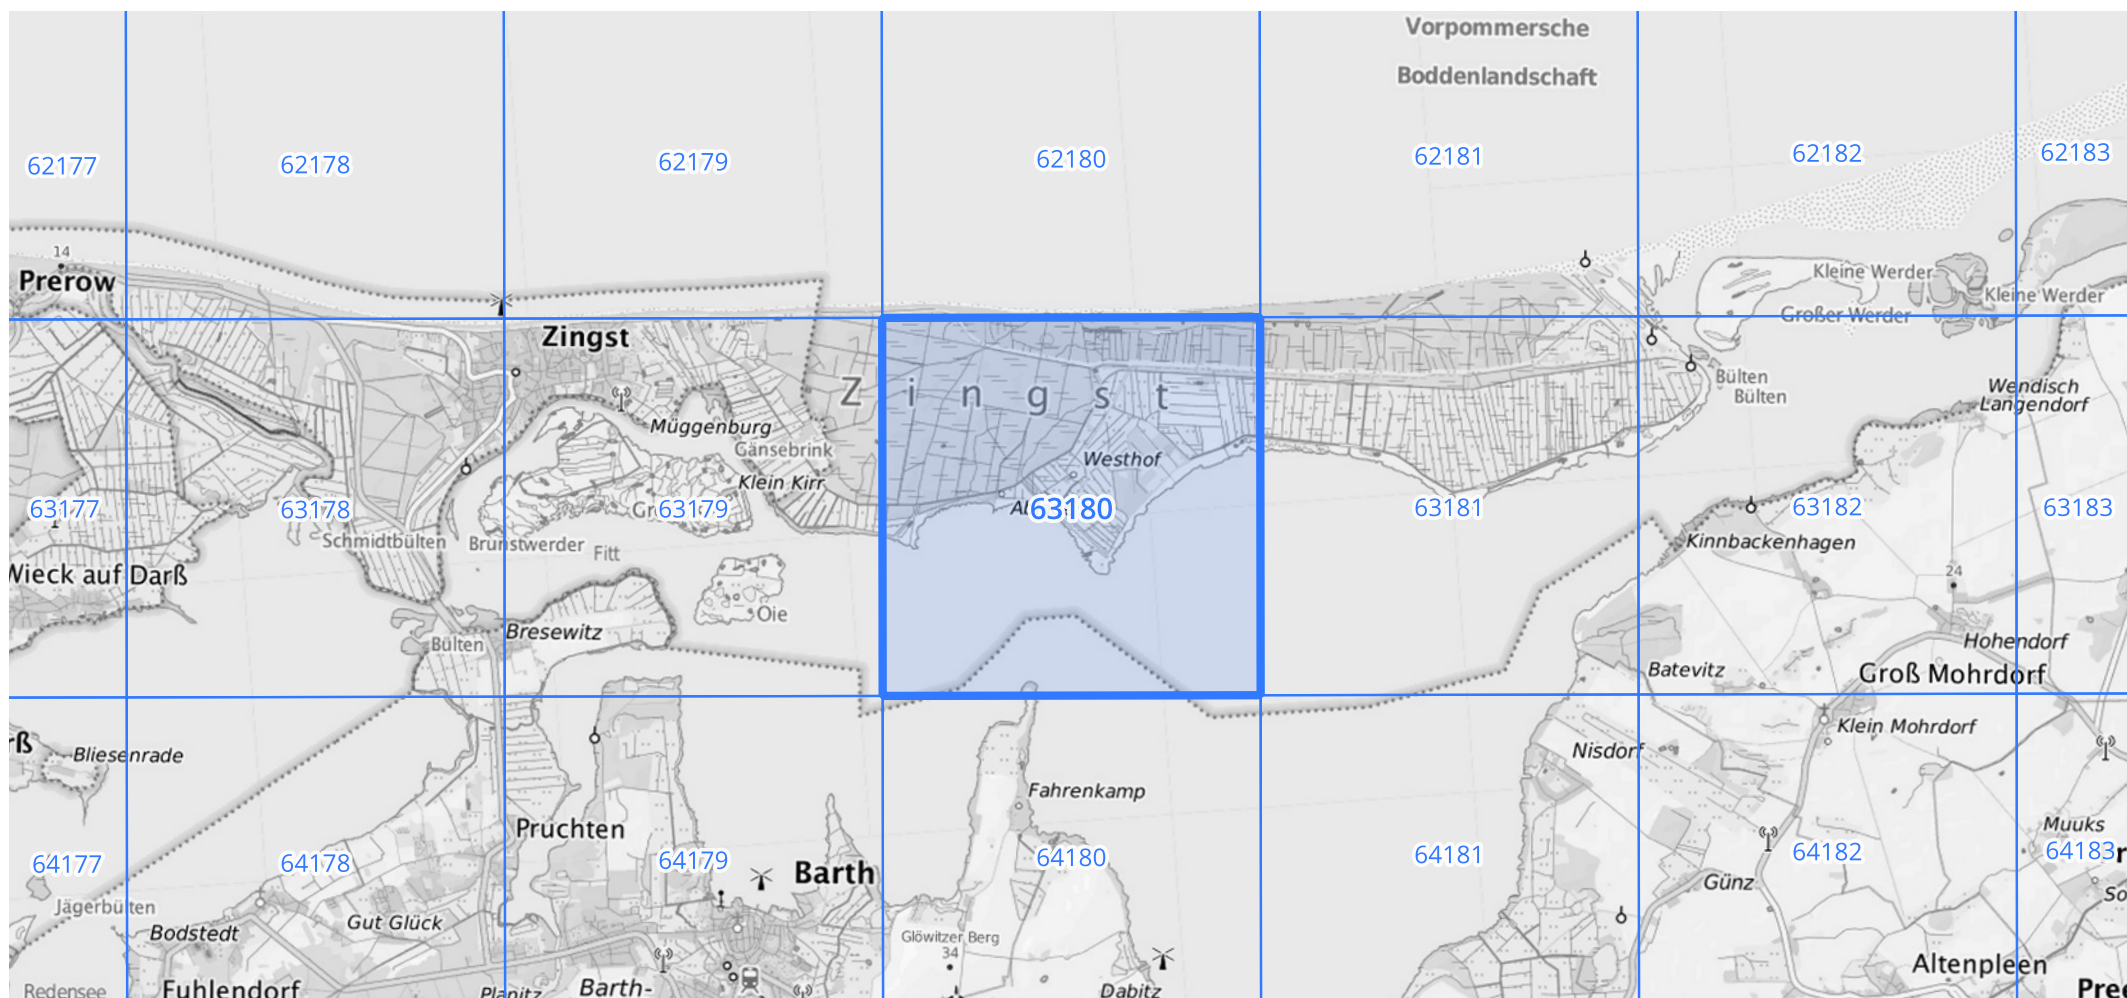 Vorpommersche
Boddenlandschaft
62177
62178
62179
62180
62181
62182
62183
14
Prerow
Kleine Werder
Kleine Werder
Großer Werder
Zingst
Z i n g s t
Bülten
Bülten
Wendisch
Langendorf
Müggenburg
Gänsebrink
Westhof
Klein Kirr
63177
63178
63179
63180
63181
63182
63183
Schmidtbülten
Brunstwerder
Fitt
Kinnbackenhagen
Wieck auf Darß
24
Oie
Bresewitz
Bülten
Hohendorf
Batevitz
Groß Mohrdorf
Klein Mohrdorf
Bliesenrade
Nisdorf
Fahrenkamp
Pruchten
Muuks
64177
64178
64179
64180
64181
64182
64183
Barth
Günz
Jägerbülten
Gut Glück
Bodstedt
Glöwitzer Berg
34
Altenpleen
Redensee
Fuhlendorf
Planitz
Barth-
Dabitz